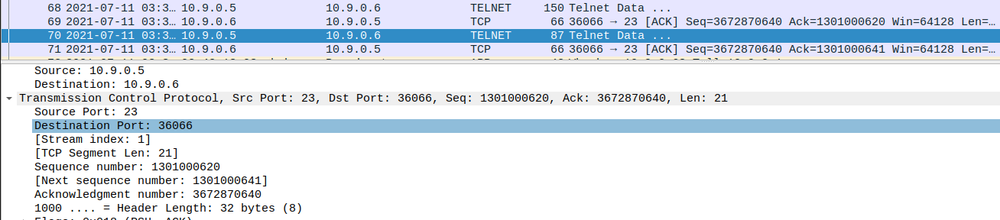 68 2021-07-11 03:3… 10.9.0.5 10.9.0.6 TELNET 150 Telnet Data ...
69 2021-07-11 03:3… 10.9.0.6 10.9.0.5 TCP 66 36066 → 23 [ACK] Seq=3672870640 Ack=1301000620 Win=64128 Len=…
70 2021-07-11 03:3… 10.9.0.5 10.9.0.6 TELNET 87 Telnet Data ...
71 2021-07-11 03:3… 10.9.0.6 10.9.0.5 TCP 66 36066 → 23 [ACK] Seq=3672870640 Ack=1301000641 Win=64128 Len=…
Source: 10.9.0.5
Destination: 10.9.0.6
Transmission Control Protocol, Src Port: 23, Dst Port: 36066, Seq: 1301000620, Ack: 3672870640, Len: 21
Source Port: 23
Destination Port: 36066
[Stream index: 1]
[TCP Segment Len: 21]
Sequence number: 1301000620
[Next sequence number: 1301000641]
Acknowledgment number: 3672870640
1000 .... = Header Length: 32 bytes (8)
Flags: 0x018 (PSH, ACK)